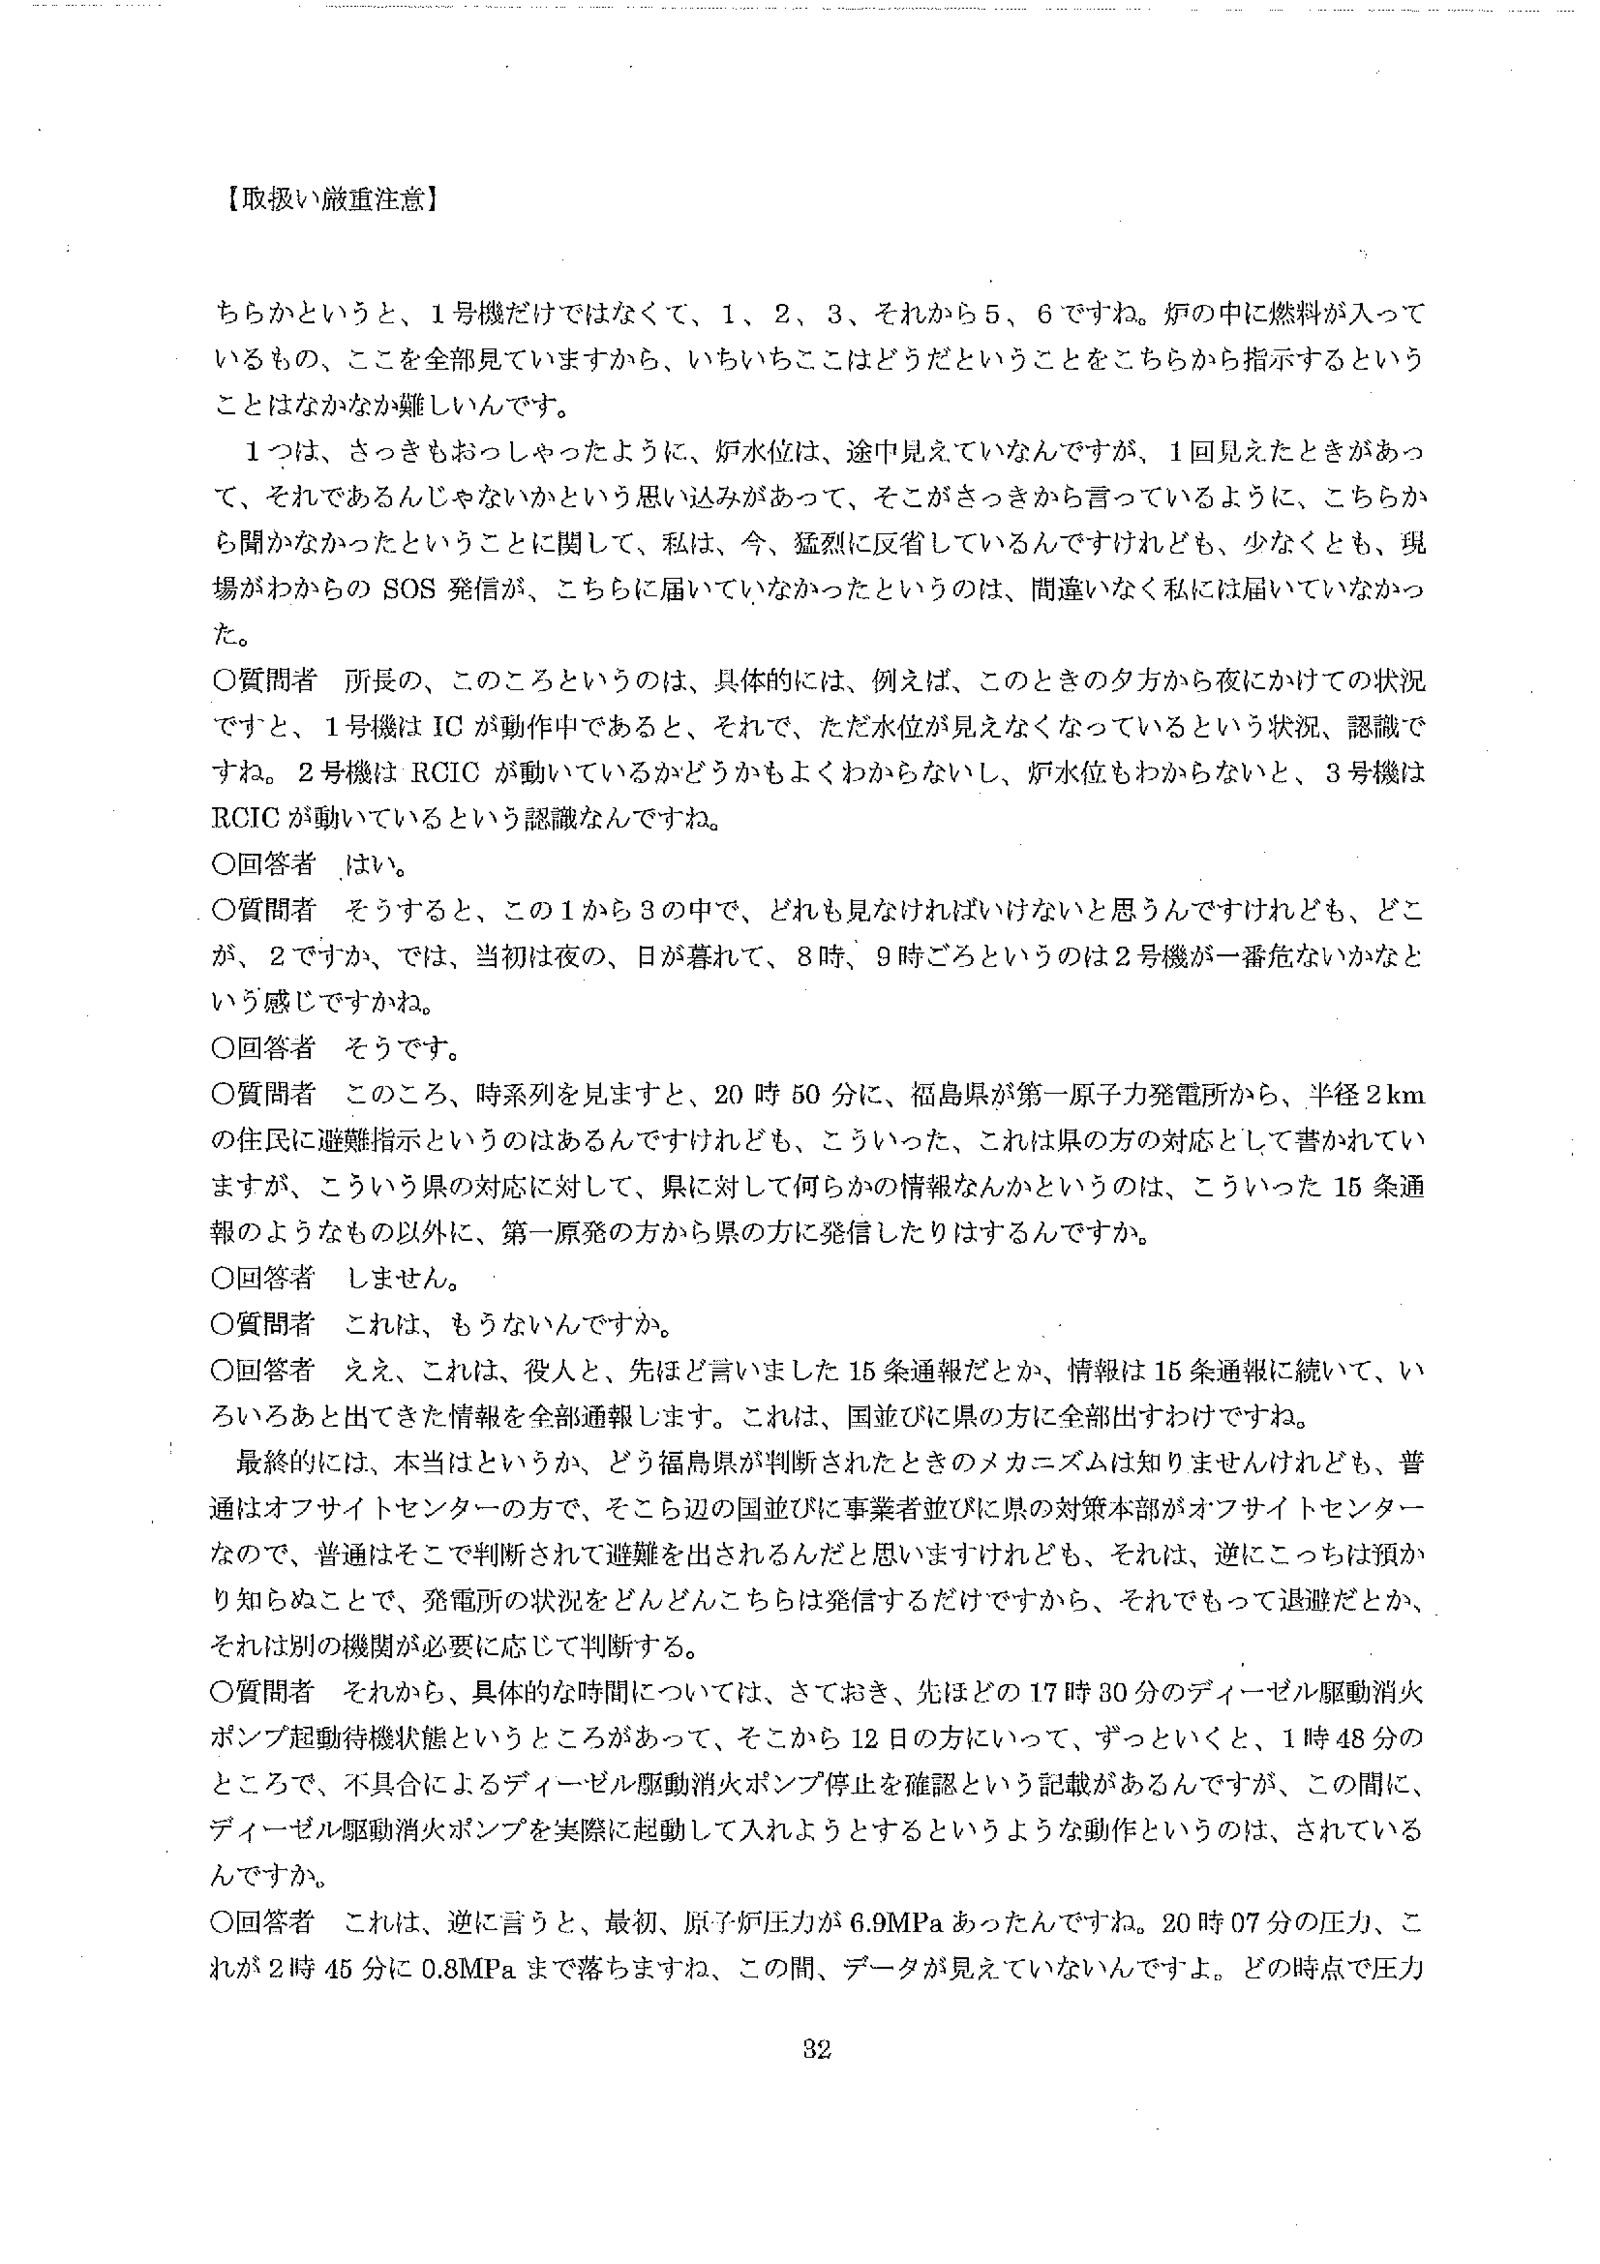 【取扱い厳重注意】
ちらかというと、1号機だけではなくて、1、2、3、それから5、6ですね。炉の中に燃料が入って
いるもの、ここを全部見ていますから、いちいちここはどうだということをこちらから指示するという
ことはなかなか難しいんです。
1つは、さっきもおっしゃったように、炉水位は、途中見えていなんですが、1回見えたときがあっ
て、それであるんじゃないかという思い込みがあって、そこがさっきから言っているように、こちらか
ら聞かなかったということに関して、私は、今、猛烈に反省しているんですけれども、少なくとも、現
場がわからの SOS 発信が、こちらに届いていなかったというのは、間違いなく私には届いていなかっ
た。
○質問者　所長の、このころというのは、具体的には、例えば、このときの夕方から夜にかけての状況
ですと、1号機は IC が動作中であると、それで、ただ水位が見えなくなっているという状況、認識で
すね。2号機は RCIC が動いているかどうかもよくわからないし、炉水位もわからないと、3号機は
RCIC が動いているという認識なんですね。
○回答者　はい。
○質問者　そうすると、この1から3の中で、どれも見なければいけないと思うんですけれども、どこ
が、2ですか、では、当初は夜の、日が暮れて、8時、9時ごろというのは2号機が一番危ないかなと
いう感じですかね。
○回答者　そうです。
○質問者　このころ、時系列を見ますと、20 時 50 分に、福島県が第一原子力発電所から、半径2km
の住民に避難指示というのはあるんですけれども、こういった、これは県の方の対応として書かれてい
ますが、こういう県の対応に対して、県に対して何らかの情報なんかというのは、こういった 15 条通
報のようなもの以外に、第一原発の方から県の方に発信したりはするんですか。
○回答者　しません。
○質問者　これは、もうないんですか。
○回答者　ええ、これは、役人と、先ほど言いました 15 条通報だとか、情報は 15 条通報に続いて、い
ろいろあと出てきた情報を全部通報します。これは、国並びに県の方に全部出すわけですね。
最終的には、本当はというか、どう福島県が判断されたときのメカニズムは知りませんけれども、普
通はオフサイトセンターの方で、そこら辺の国並びに事業者並びに県の対策本部がオフサイトセンター
なので、普通はそこで判断されて避難を出されるんだと思いますけれども、それは、逆にこっちは預か
り知らぬことで、発電所の状況をどんどんこちらは発信するだけですから、それでもって退避だとか、
それは別の機関が必要に応じて判断する。
○質問者　それから、具体的な時間については、さておき、先ほどの 17 時 30 分のディーゼル駆動消火
ポンプ起動待機状態というところがあって、そこから 12 日の方にいって、ずっといくと、1 時 48 分の
ところで、不具合によるディーゼル駆動消火ポンプ停止を確認という記載があるんですが、この間に、
ディーゼル駆動消火ポンプを実際に起動して入れようとするというような動作というのは、されている
んですか。
○回答者　これは、逆に言うと、最初、原子炉圧力が 6.9MPa あったんですね。20 時 07 分の圧力、こ
れが 2 時 45 分に 0.8MPa まで落ちますね、この間、データが見えていないんですよ。どの時点で圧力
32